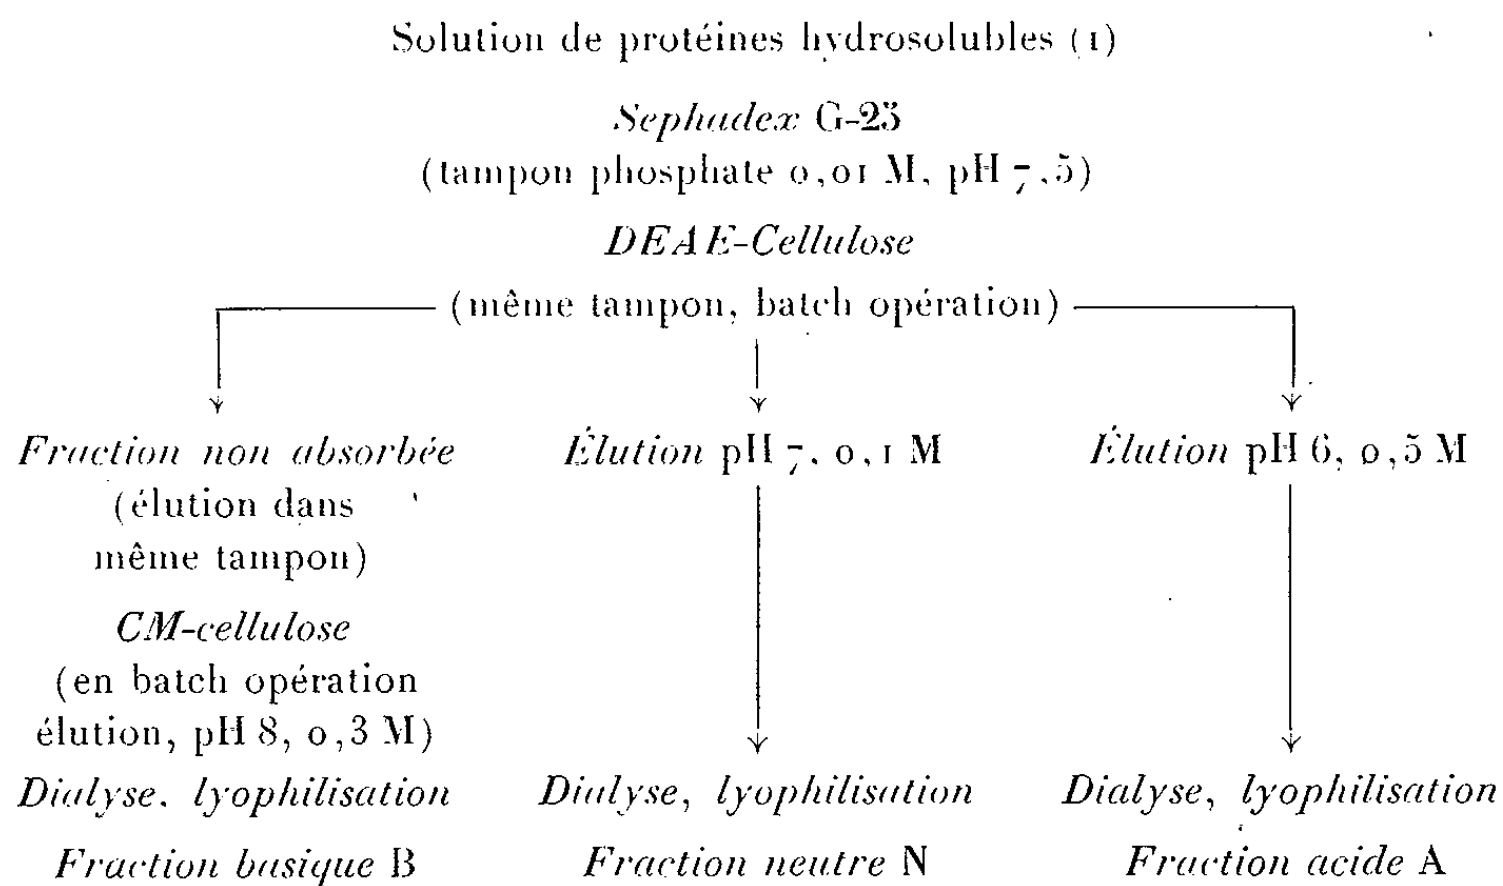 Solution de protéines hydrosolubles (1)
Sephadex G-25
(tampon phosphate 0,01 M, pH 7,5)
DEAE-Cellulose
(même tampon, batch opération)
Fraction non absorbée
(élution dans
même tampon)
CM-cellulose
(en batch opération
élution, pH 8, 0,3 M)
Dialyse, lyophilisation
Fraction basique B
Élution pH 7, 0,1 M
Dialyse, lyophilisation
Fraction neutre N
Élution pH 6, 0,5 M
Dialyse, lyophilisation
Fraction acide A